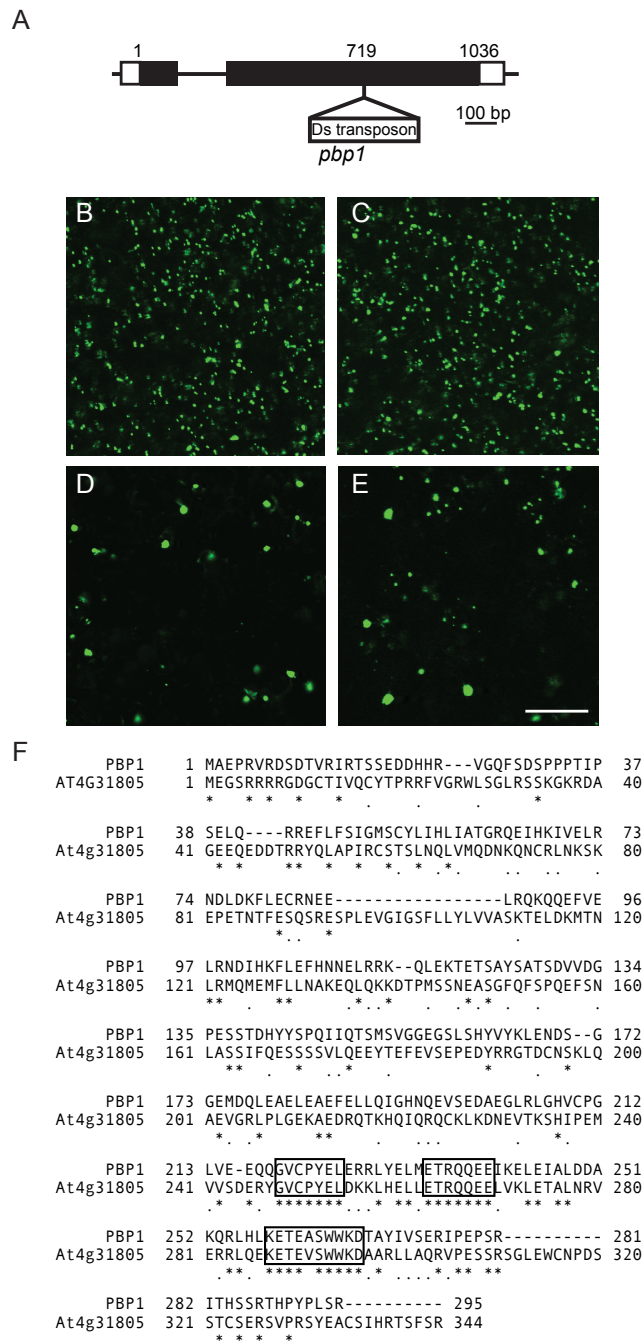 A
1 719 1036
Ds transposon
100 bp
pbp1
B
C
D
E
F
PBP1 1 MAEPRVRDSDTVRIRTSSEDDHHR---VGQFSDSPPPTIP 37
AT4G31805 1 MEGSRRRRGDGCTIVQCYTPRRFVGRWLSGLRSSKGKRDA 40
* * * * * . . *
PBP1 38 SELQ----RREFLFSIGMSCYLIHLIATGRQEIHKIVELR 73
At4g31805 41 GEEQEDDTRRYQLAPIRCSTSLNQLVMQDNKQNCRLNKSK 80
* * ** * * *. * *. . . . .
PBP1 74 NDLDKFLECRNEE-----------------LRQKQQEFVE 96
At4g31805 81 EPETNTFESQSRESPLEVGIGSFLLYLVVASKTELDKMTN 120
*.. * .
PBP1 97 LRNDIHKFLEFHNNELRRK--QLEKTETSAYSATSDVVDG 134
At4g31805 121 LRMQMEMFLLNAKEQLQKKDTPMSSNEASGFQFSPQEFSN 160
** . ** . *. * . *.*. . . .
PBP1 135 PESSTDHYYSPQIIQTSMSVGGEGSLSHYVYKLENDS--G 172
At4g31805 161 LASSIFQESSSSVLQEEYTEFEVSEPEDYRRGTDCNSKLQ 200
** . * .* . * . *
PBP1 173 GEMDQLEAELEAEFELLQIGHNQEVSEDAEGLRLGHVCPG 212
At4g31805 201 AEVGRLPLGEKAEDRQTKHQIQRQCKLKDNEVTKSHIPEM 240
*. . * ** . . . . . *.
PBP1 213 LVE-EQQGVCPYELERRLYELMETRQQEEIKELEIALDDA 251
At4g31805 241 VVSDERYGVCPYELDKKLHELLETRQQEELVKLETALNRV 280
.* *. *******...* **.*******. ** **.
PBP1 252 KQRLHLKETEASWWKDTAYIVSERIPEPSR---------- 281
At4g31805 281 ERRLQEKETEVSWWKDAARLLAQRVPESSRSGLEWCNPDS 320
.** **** ***** * ....*.** **
PBP1 282 ITHSSRTHPYPLSR---------- 295
At4g31805 321 STCSERSVPRSYEACSIHRTSFSR 344
* * * *